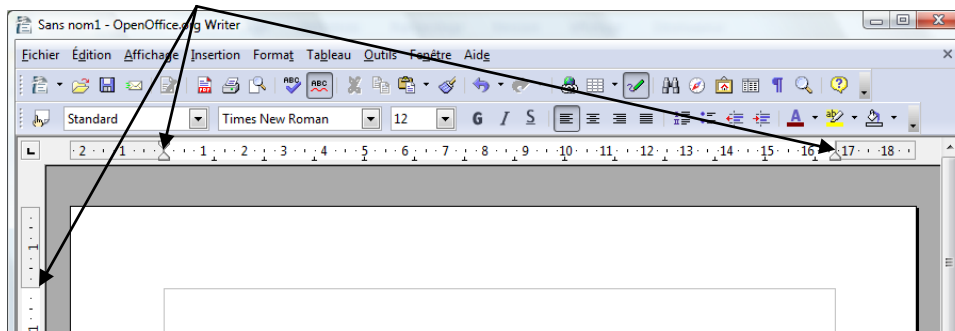 Sans nom1 - OpenOffice.org Writer
Fichier Édition Affichage Insertion Format Tableau Outils Fenêtre Aide
ABC ABC
Standard Times New Roman 12 G I S A
2 1 1 2 3 4 5 6 7 8 9 10 11 12 13 14 15 16 17 18
1
1